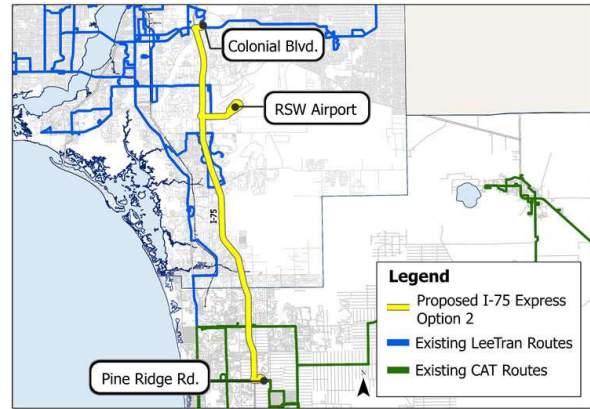 Colonial Blvd.
RSW Airport
I-75
Legend
Proposed I-75 Express
Option 2
Existing LeeTran Routes
Existing CAT Routes
Pine Ridge Rd.
N